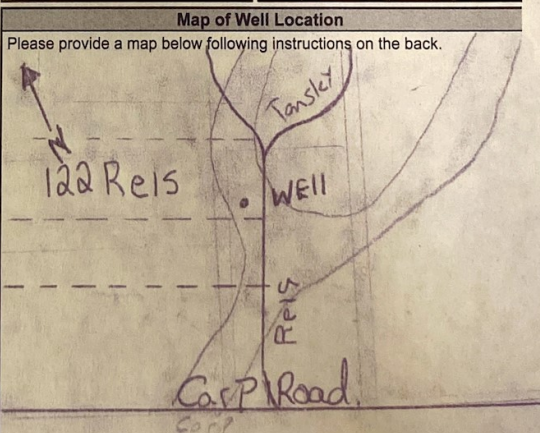 Map of Well Location
Please provide a map below following instructions on the back.
N
Tansley
122 Reis
WEll
Reis
CarP Road.
Carp